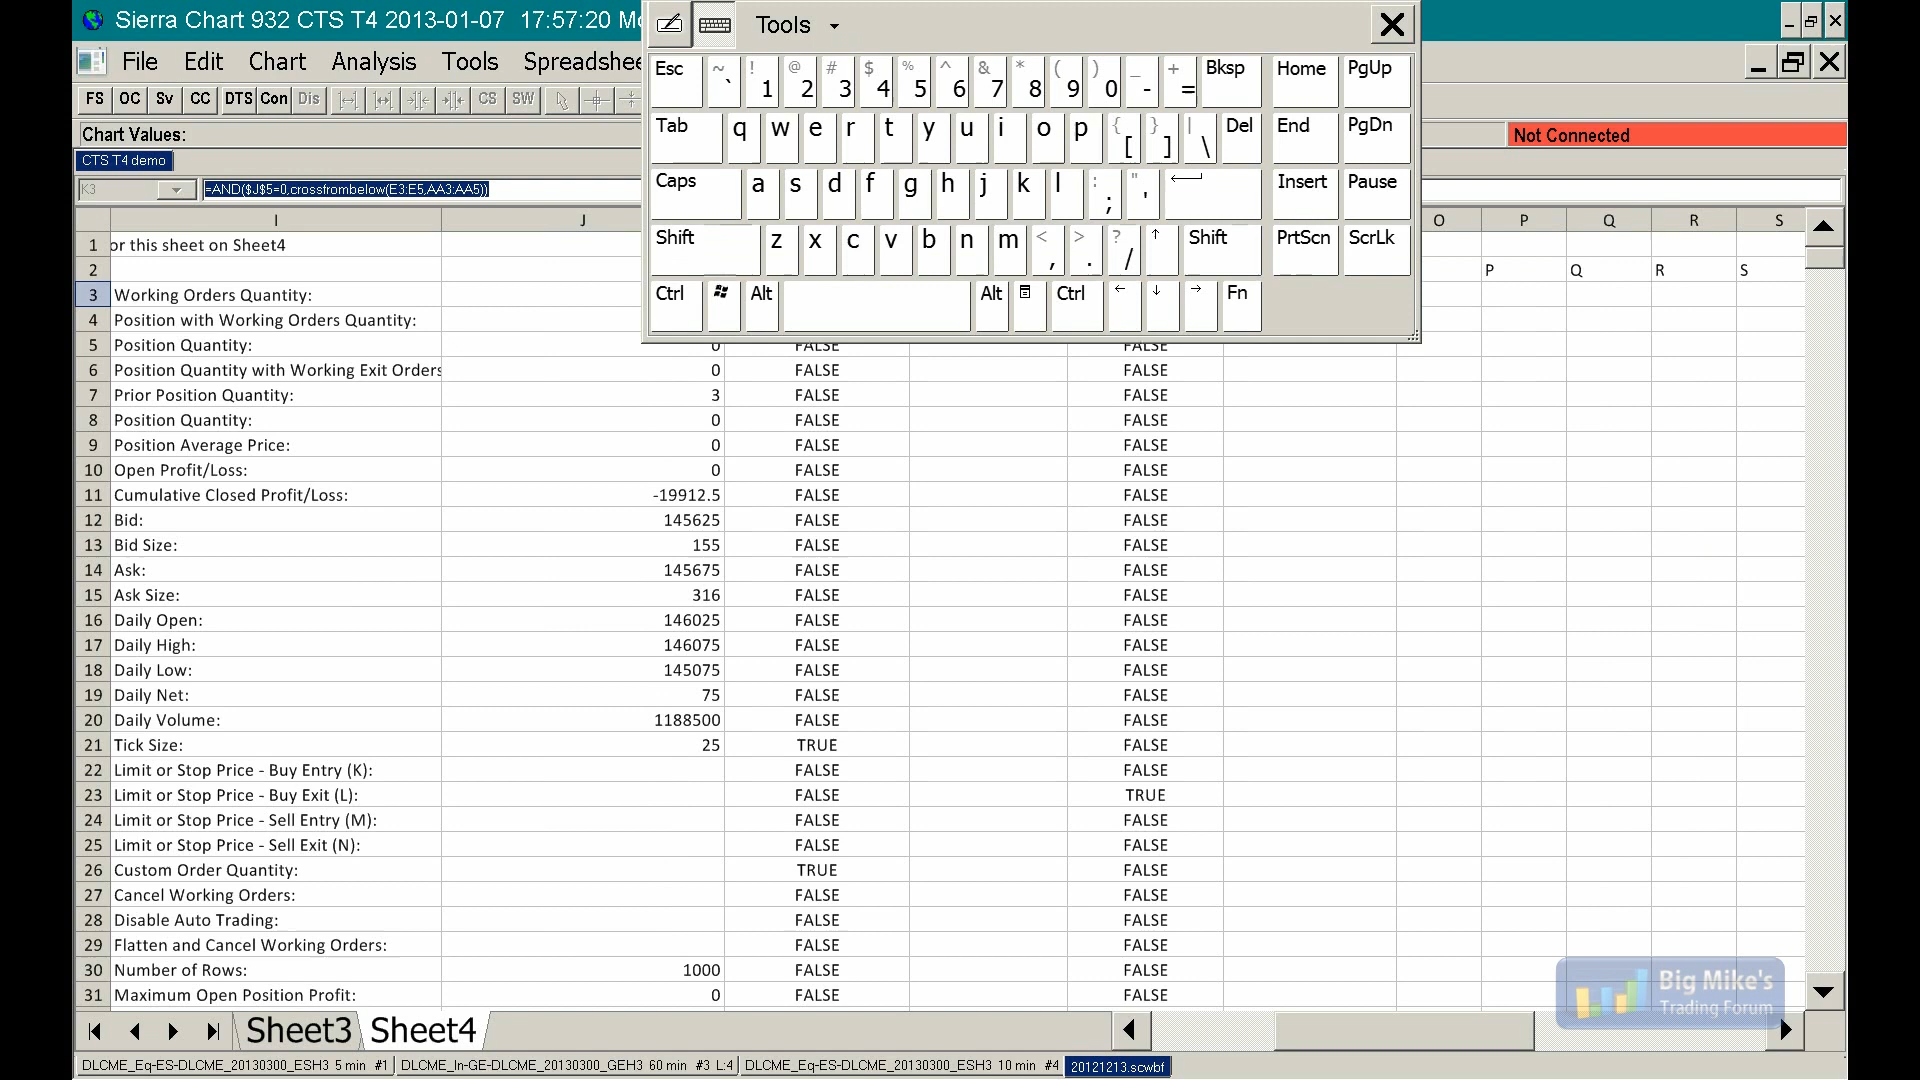 Sierra Chart 932 CTS T4 2013-01-07 17:57:20 Mo
File Edit Chart Analysis Tools Spreadshee
FS OC Sv CC DTS Con Dis CS SW
Chart Values:
Not Connected
CTS T4 demo
K3 =AND($J$5=0,crossfrombelow(E3:E5,AA3:AA5))
Tools
Esc ~ ` ! 1 @ 2 # 3 $ 4 % 5 ^ 6 & 7 * 8 ( 9 ) 0 _ - + = Bksp Home PgUp
Tab q w e r t y u i o p { [ } ] | \ Del End PgDn
Caps a s d f g h j k l : ; " ' Insert Pause
Shift z x c v b n m < , > . ? / ↑ Shift PrtScn ScrLk
Ctrl Alt Alt Ctrl ← ↓ → Fn
I J O P Q R S
1 or this sheet on Sheet4
2 P Q R S
3 Working Orders Quantity:
4 Position with Working Orders Quantity:
5 Position Quantity: 0 FALSE FALSE
6 Position Quantity with Working Exit Orders 0 FALSE FALSE
7 Prior Position Quantity: 3 FALSE FALSE
8 Position Quantity: 0 FALSE FALSE
9 Position Average Price: 0 FALSE FALSE
10 Open Profit/Loss: 0 FALSE FALSE
11 Cumulative Closed Profit/Loss: -19912.5 FALSE FALSE
12 Bid: 145625 FALSE FALSE
13 Bid Size: 155 FALSE FALSE
14 Ask: 145675 FALSE FALSE
15 Ask Size: 316 FALSE FALSE
16 Daily Open: 146025 FALSE FALSE
17 Daily High: 146075 FALSE FALSE
18 Daily Low: 145075 FALSE FALSE
19 Daily Net: 75 FALSE FALSE
20 Daily Volume: 1188500 FALSE FALSE
21 Tick Size: 25 TRUE FALSE
22 Limit or Stop Price - Buy Entry (K): FALSE FALSE
23 Limit or Stop Price - Buy Exit (L): FALSE TRUE
24 Limit or Stop Price - Sell Entry (M): FALSE FALSE
25 Limit or Stop Price - Sell Exit (N): FALSE FALSE
26 Custom Order Quantity: TRUE FALSE
27 Cancel Working Orders: FALSE FALSE
28 Disable Auto Trading: FALSE FALSE
29 Flatten and Cancel Working Orders: FALSE FALSE
30 Number of Rows: 1000 FALSE FALSE
31 Maximum Open Position Profit: 0 FALSE FALSE
Big Mike's
Trading Forum
Sheet3 Sheet4
DLCME_Eq-ES-DLCME_20130300_ESH3 5 min #1 DLCME_In-GE-DLCME_20130300_GEH3 60 min #3 L:4 DLCME_Eq-ES-DLCME_20130300_ESH3 10 min #4 20121213.scwbf